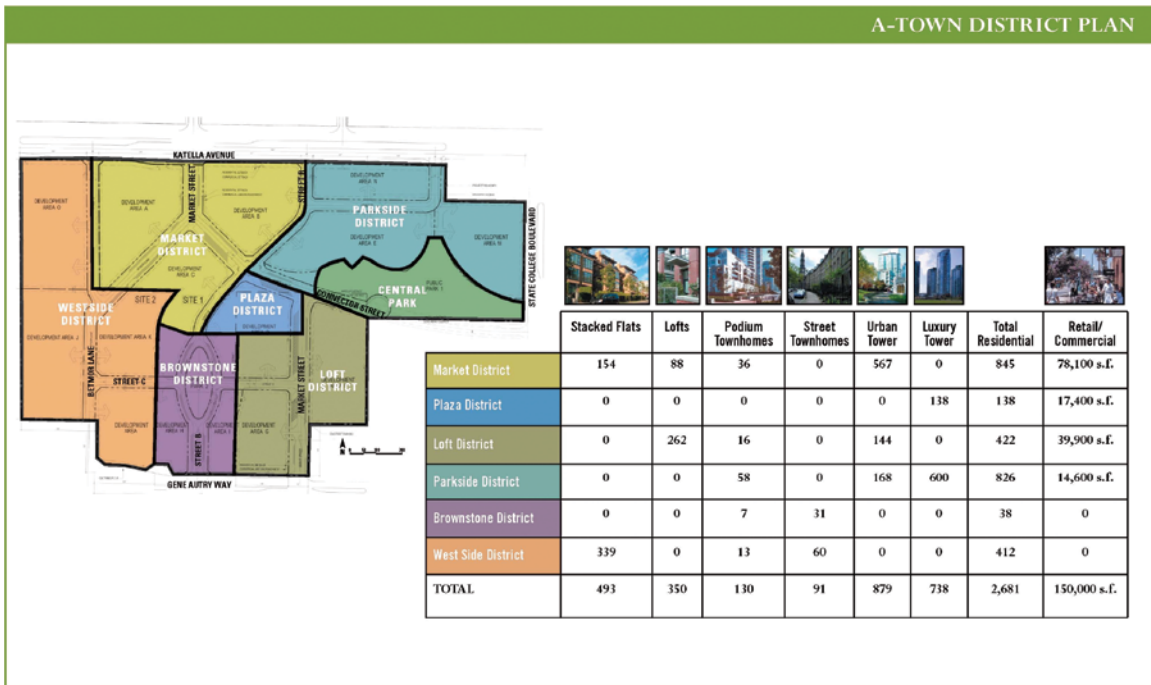 A-TOWN DISTRICT PLAN
KATELLA AVENUE
DEVELOPMENT
AREA A
MARKET STREET
DEVELOPMENT
AREA B
DEVELOPMENT
PARKSIDE
DISTRICT
DEVELOPMENT
STATE COLLEGE BOULEVARD
MARKET
DISTRICT
DEVELOPMENT
AREA C
SITE 2
SITE 1
WESTSIDE
DISTRICT
PLAZA
DISTRICT
CENTRAL
PARK
PUBLIC
CONNECTOR STREET
DEVELOPMENT AREA J
BETMOR LANE
STREET C
BROWNSTONE
DISTRICT
MARKET STREET
LOFT
DISTRICT
DEVELOPMENT
AREA G
STREET B
GENE AUTRY WAY
Stacked Flats Lofts Podium Townhomes Street Townhomes Urban Tower Luxury Tower Total Residential Retail/ Commercial
Market District 154 88 36 0 567 0 845 78,100 s.f.
Plaza District 0 0 0 0 0 138 138 17,400 s.f.
Loft District 0 262 16 0 144 0 422 39,900 s.f.
Parkside District 0 0 58 0 168 600 826 14,600 s.f.
Brownstone District 0 0 7 31 0 0 38 0
West Side District 339 0 13 60 0 0 412 0
TOTAL 493 350 130 91 879 738 2,681 150,000 s.f.